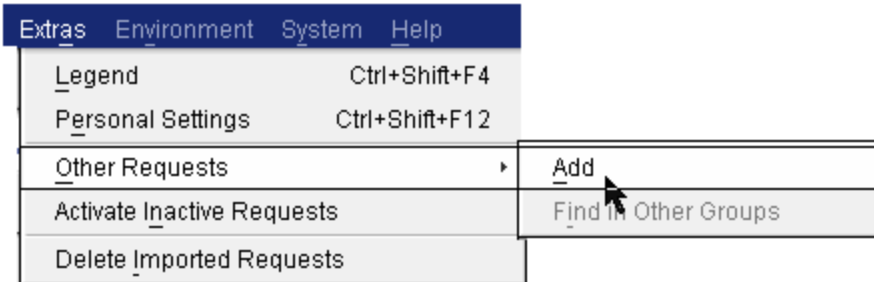 Extras Environment System Help
Legend Ctrl+Shift+F4
Personal Settings Ctrl+Shift+F12
Other Requests Add
Activate Inactive Requests Find in Other Groups
Delete Imported Requests